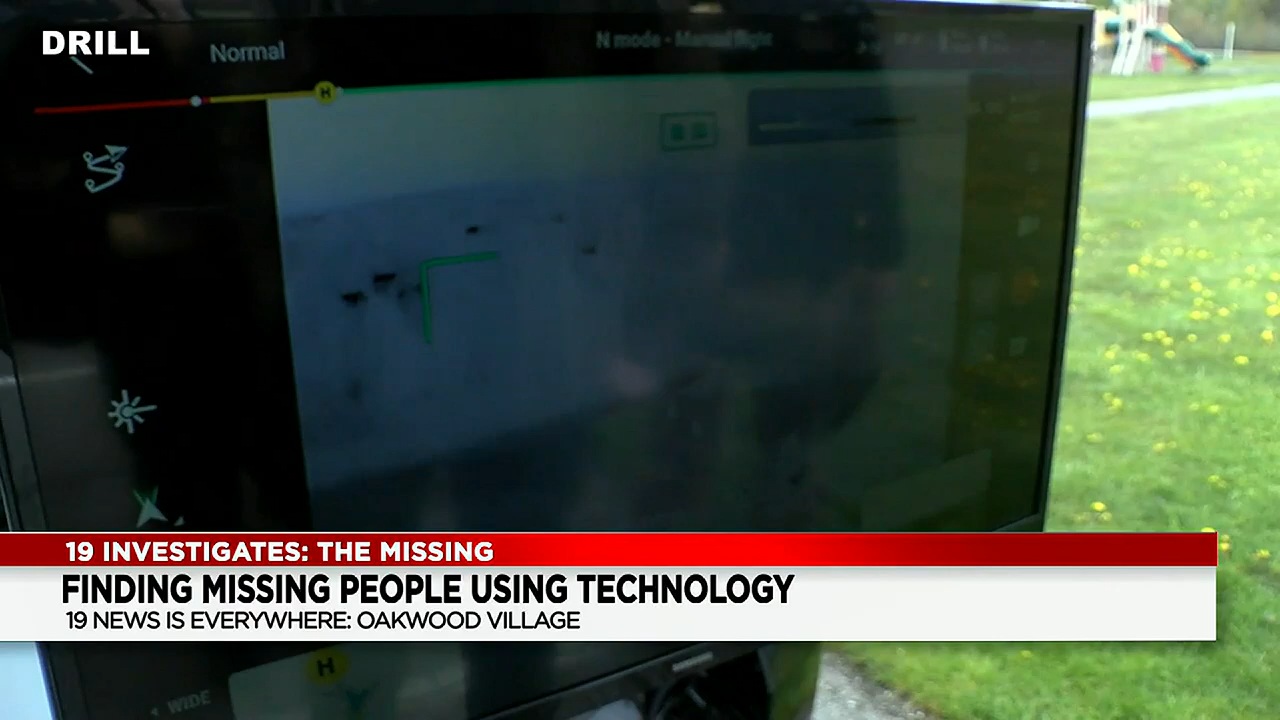 DRILL
Normal
N mode - Manual flight
H
19 INVESTIGATES: THE MISSING
FINDING MISSING PEOPLE USING TECHNOLOGY
19 NEWS IS EVERYWHERE: OAKWOOD VILLAGE
H
WIDE